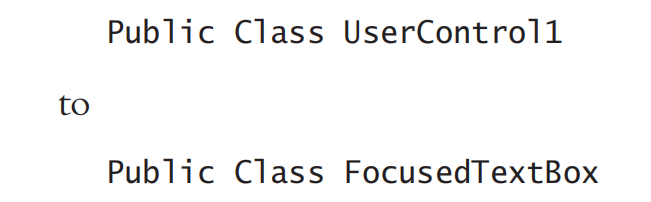 Public Class UserControl1
to
Public Class FocusedTextBox